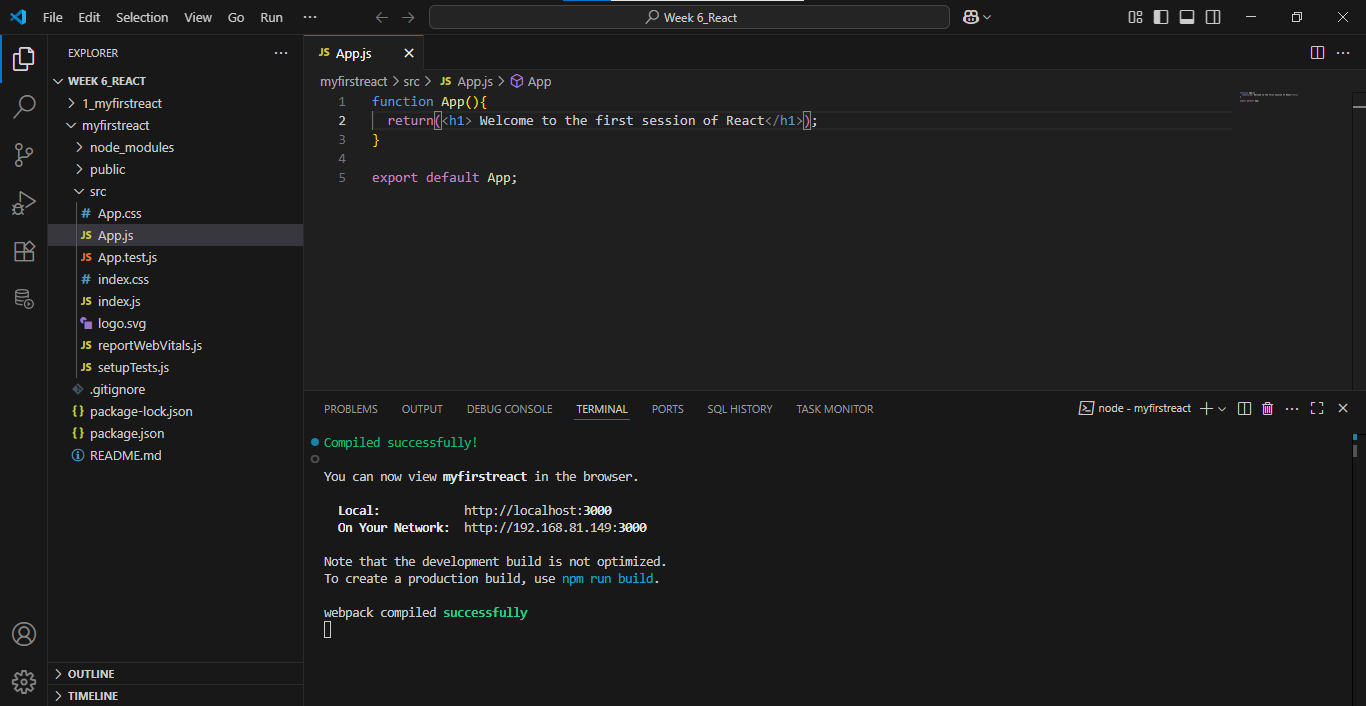 File Edit Selection View Go Run ···
Week 6_React
EXPLORER ···
WEEK 6_REACT
1_myfirstreact
myfirstreact
node_modules
public
src
# App.css
JS App.js
JS App.test.js
# index.css
JS index.js
logo.svg
JS reportWebVitals.js
JS setupTests.js
.gitignore
{} package-lock.json
{} package.json
README.md
OUTLINE
TIMELINE
JS App.js
myfirstreact > src > JS App.js > App
1 function App(){
2 return(<h1> Welcome to the first session of React</h1>);
3 }
4
5 export default App;
PROBLEMS OUTPUT DEBUG CONSOLE TERMINAL PORTS SQL HISTORY TASK MONITOR
node - myfirstreact
Compiled successfully!
You can now view myfirstreact in the browser.
Local: http://localhost:3000
On Your Network: http://192.168.81.149:3000
Note that the development build is not optimized.
To create a production build, use npm run build.
webpack compiled successfully